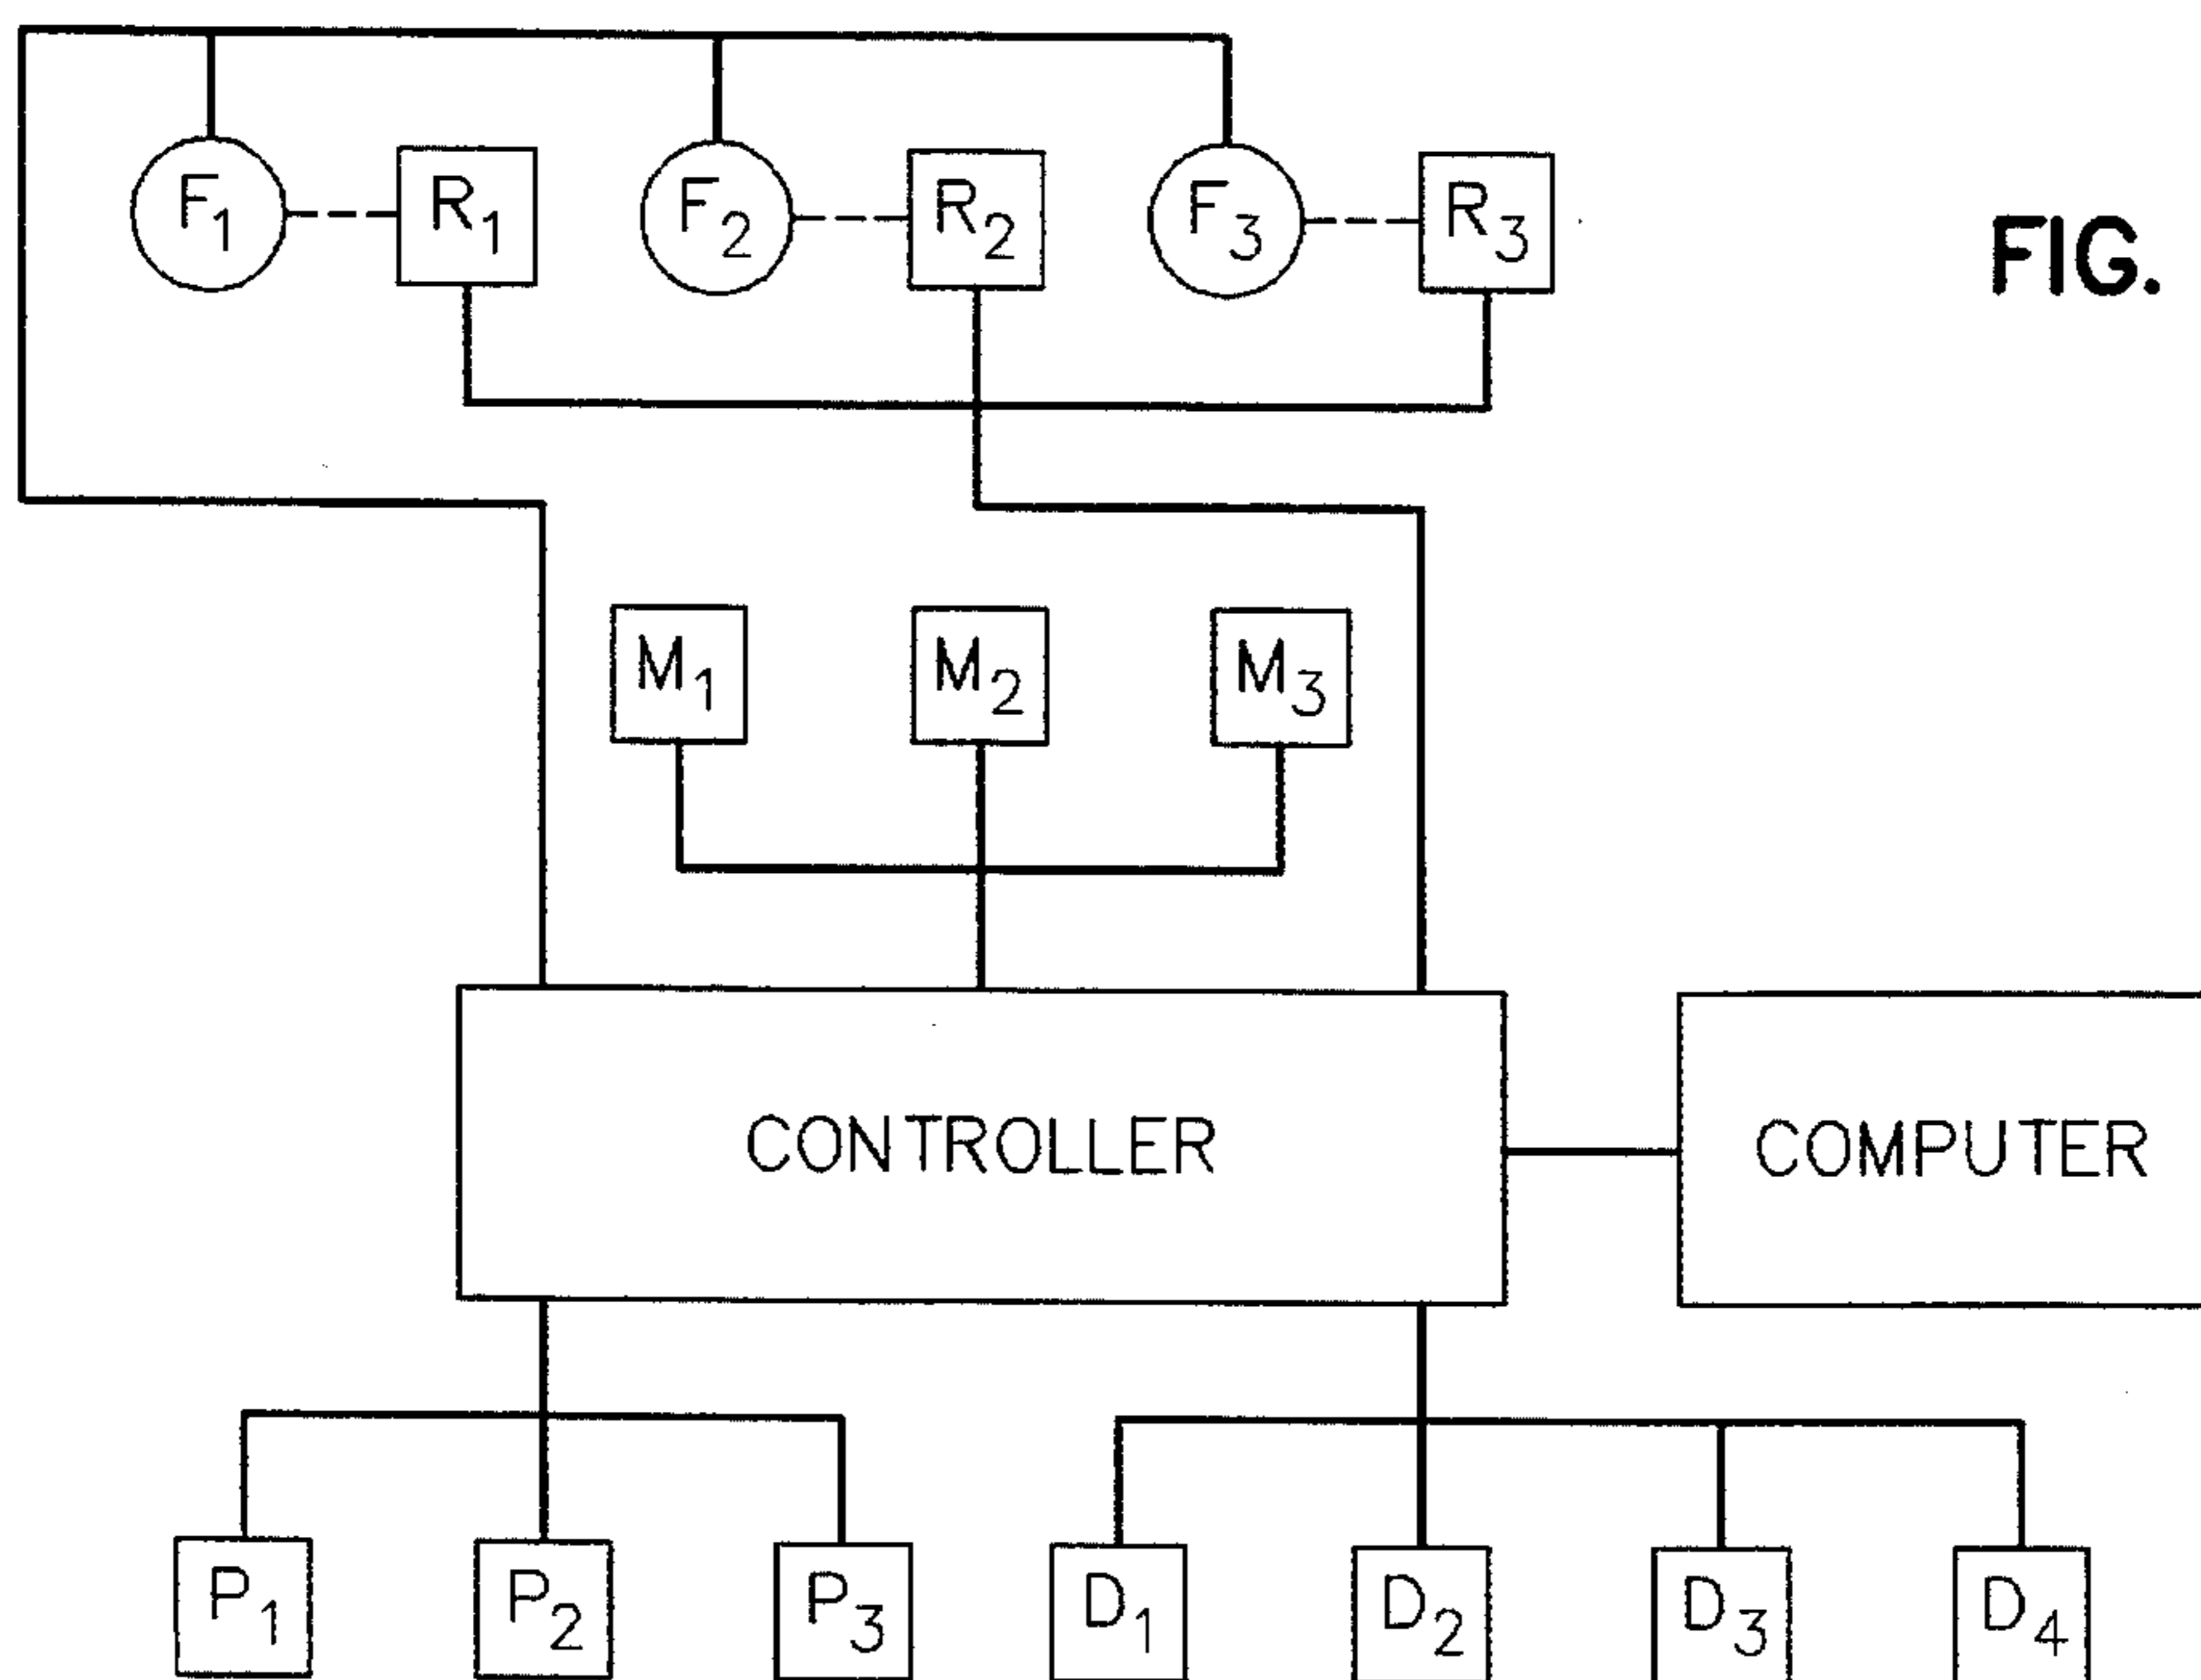 F₁ R₁ F₂ R₂ F₃ R₃
FIG.
M₁ M₂ M₃
CONTROLLER COMPUTER
P₁ P₂ P₃ D₁ D₂ D₃ D₄